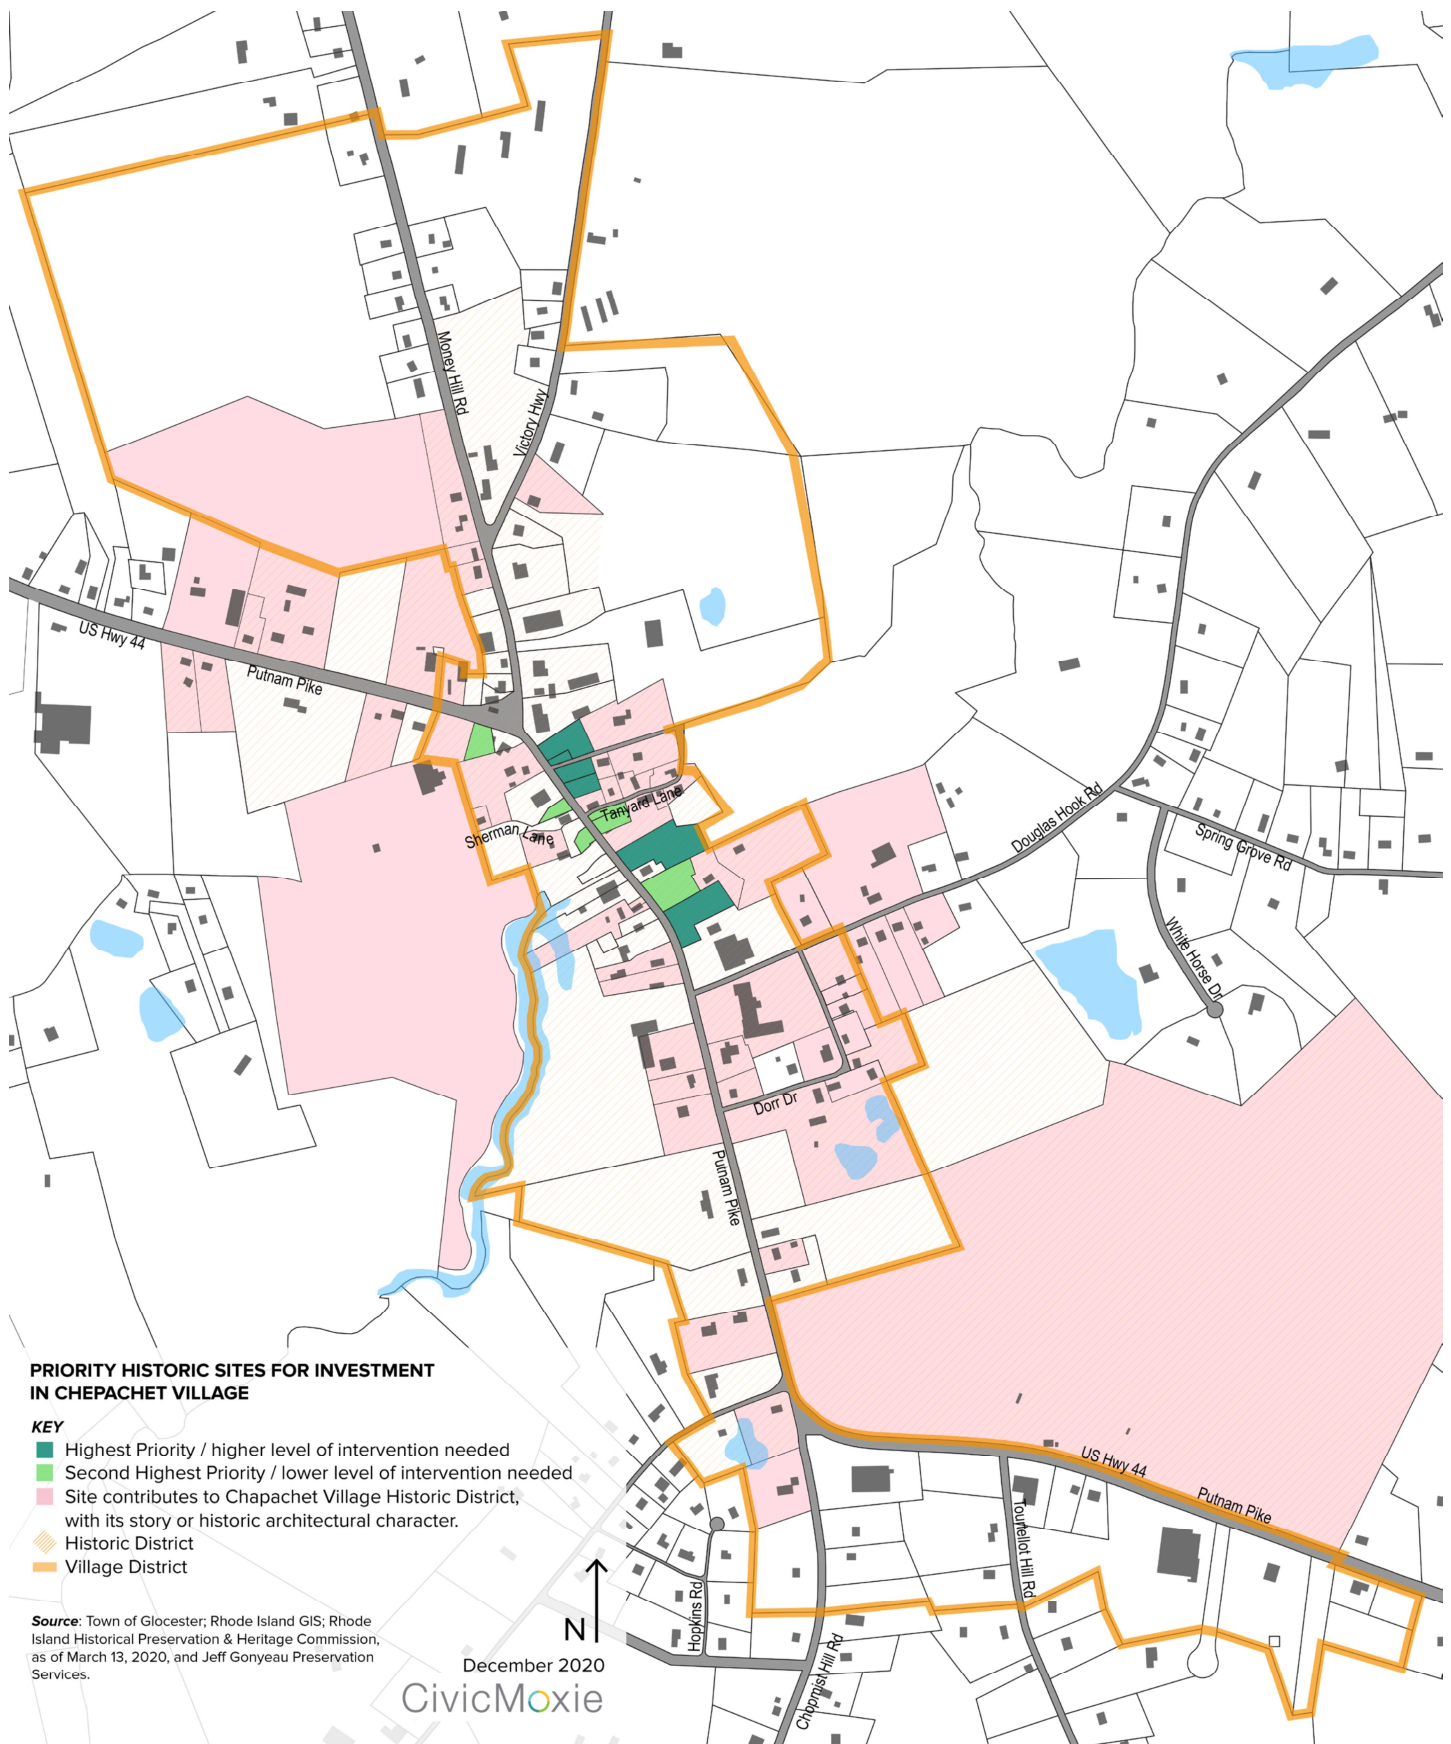 Money Hill Rd
Victory Hwy
US Hwy 44
Putnam Pike
Tanyard Lane
Sherman Lane
Douglas Hook Rd
Spring Grove Rd
White Horse Dr
Dorr Dr
Putnam Pike
US Hwy 44
Putnam Pike
Tourtellot Hill Rd
Hopkins Rd
Chopmist Hill Rd
PRIORITY HISTORIC SITES FOR INVESTMENT
IN CHEPACHET VILLAGE
KEY
Highest Priority / higher level of intervention needed
Second Highest Priority / lower level of intervention needed
Site contributes to Chapachet Village Historic District,
with its story or historic architectural character.
Historic District
Village District
Source: Town of Glocester; Rhode Island GIS; Rhode
Island Historical Preservation & Heritage Commission,
as of March 13, 2020, and Jeff Gonyeau Preservation
Services.
N
December 2020
CivicMoxie